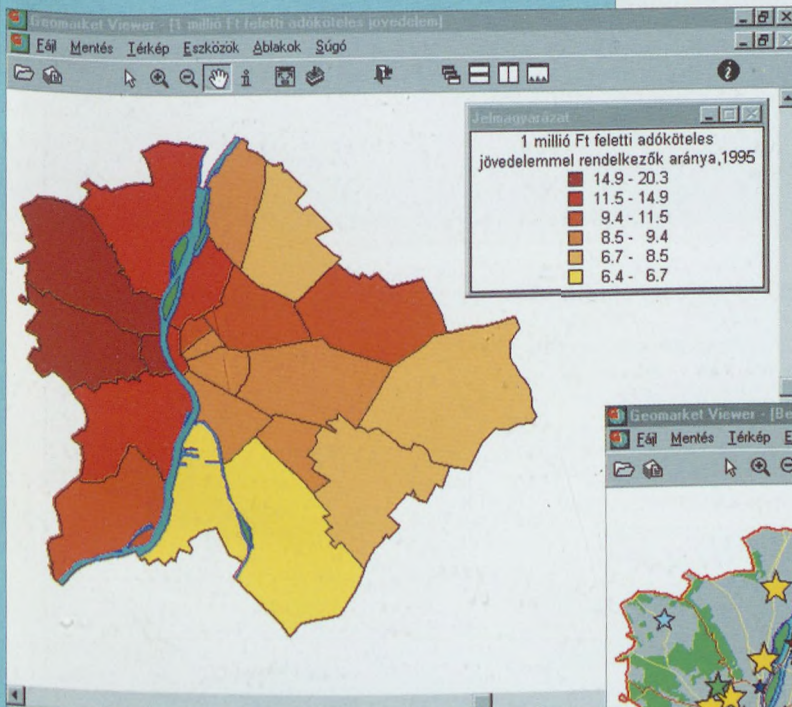 Geomarket Viewer - [1 millió Ft feletti adóköteles jövedelem]
Fájl Mentés Térkép Eszközök Ablakok Súgó
Jelmagyarázat
1 millió Ft feletti adóköteles
jövedelemmel rendelkezők aránya,1995
14.9 - 20.3
11.5 - 14.9
9.4 - 11.5
8.5 - 9.4
6.7 - 8.5
6.4 - 6.7
Geomarket Viewer - [Be
Fájl Mentés Térkép E